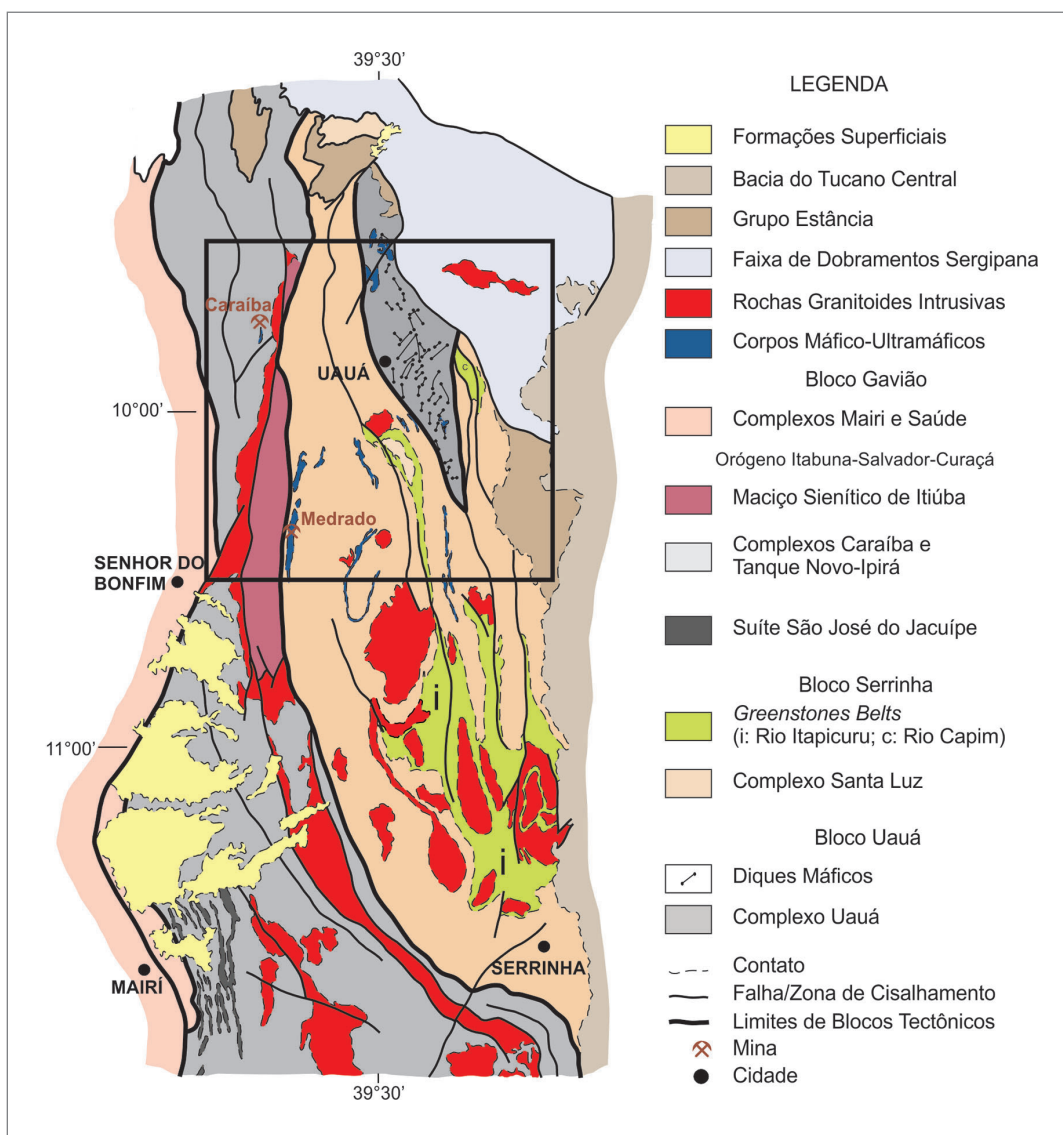 39°30'
Caraíba
UAUÁ
c
10°00'
Medrado
SENHOR DO
BONFIM
i
11°00'
i
SERRINHA
MAIRÍ
39°30'
LEGENDA
Formações Superficiais
Bacia do Tucano Central
Grupo Estância
Faixa de Dobramentos Sergipana
Rochas Granitoides Intrusivas
Corpos Máfico-Ultramáficos
Bloco Gavião
Complexos Mairi e Saúde
Orógeno Itabuna-Salvador-Curaçá
Maciço Sienítico de Itiúba
Complexos Caraíba e
Tanque Novo-Ipirá
Suíte São José do Jacuípe
Bloco Serrinha
Greenstones Belts
(i: Rio Itapicuru; c: Rio Capim)
Complexo Santa Luz
Bloco Uauá
Diques Máficos
Complexo Uauá
Contato
Falha/Zona de Cisalhamento
Limites de Blocos Tectônicos
Mina
Cidade